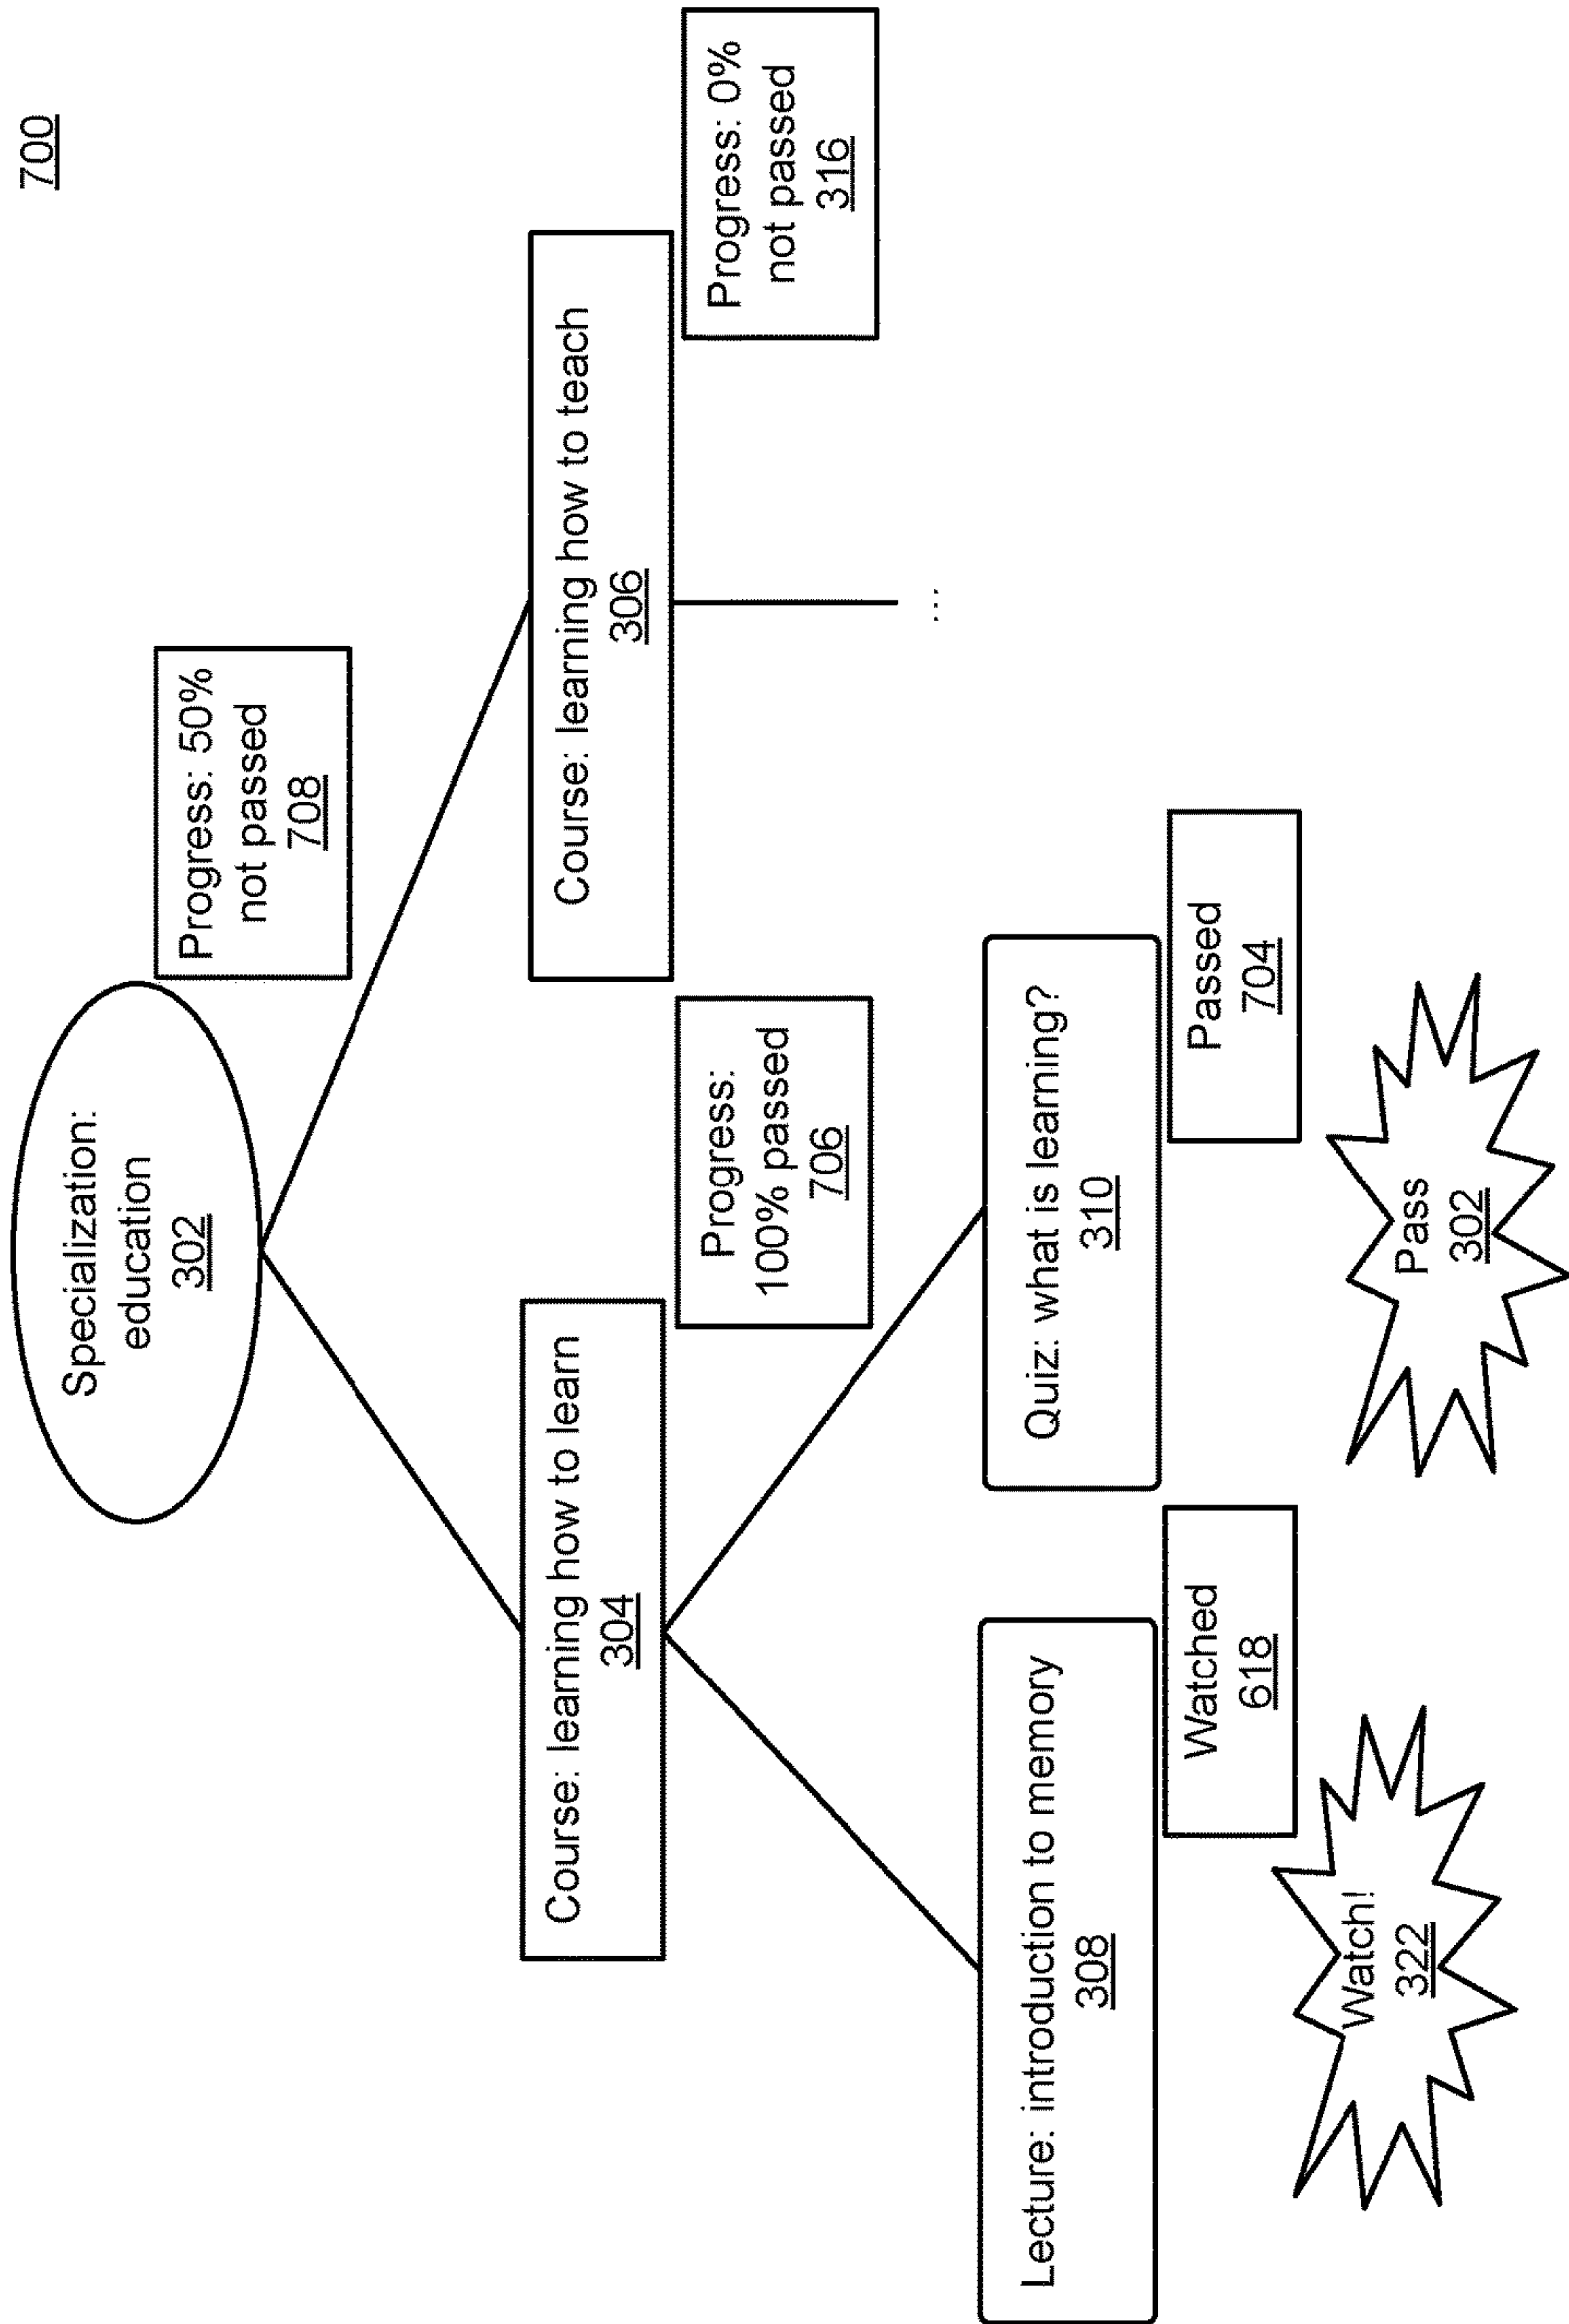 700
Specialization:
education
302
Progress: 50%
not passed
708
Course: learning how to learn
304
Progress:
100% passed
706
Course: learning how to teach
306
Progress: 0%
not passed
316
...
Lecture: introduction to memory
308
Watched
618
Watch!
322
Quiz: what is learning?
310
Passed
704
Pass
302